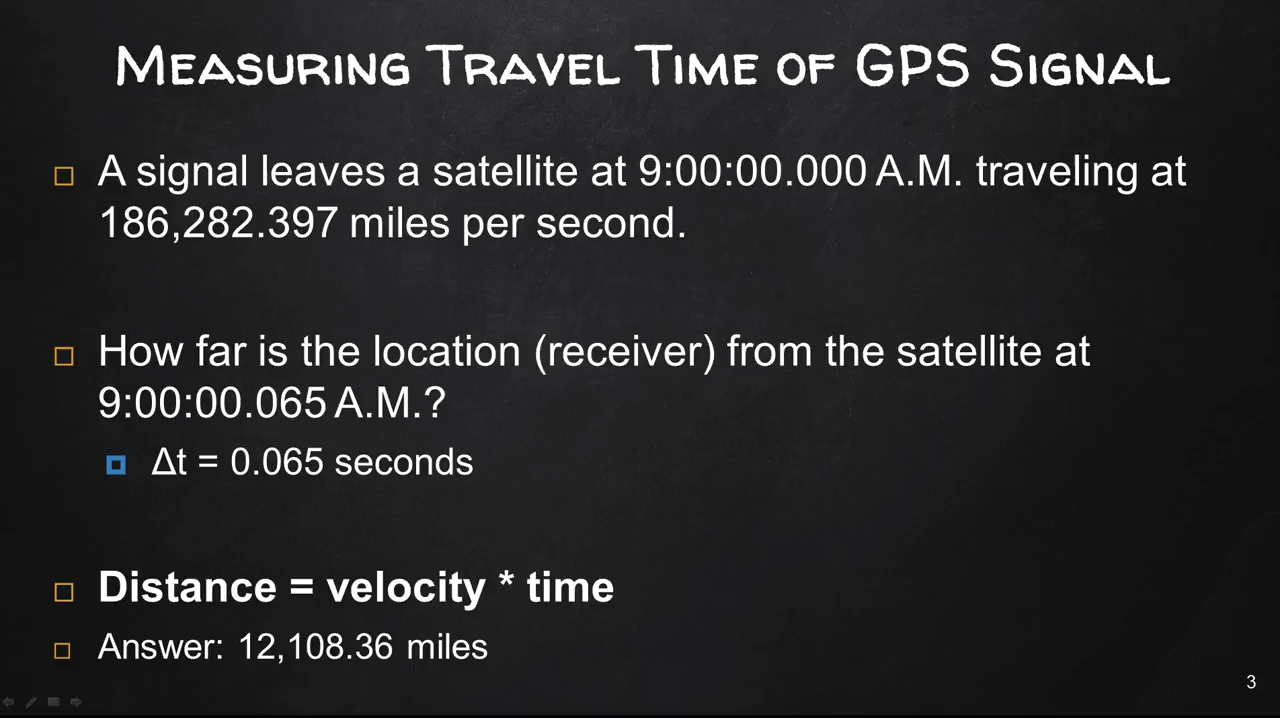 Measuring Travel Time of GPS Signal
A signal leaves a satellite at 9:00:00.000 A.M. traveling at
186,282.397 miles per second.
How far is the location (receiver) from the satellite at
9:00:00.065 A.M.?
Δt = 0.065 seconds
Distance = velocity * time
Answer: 12,108.36 miles
3